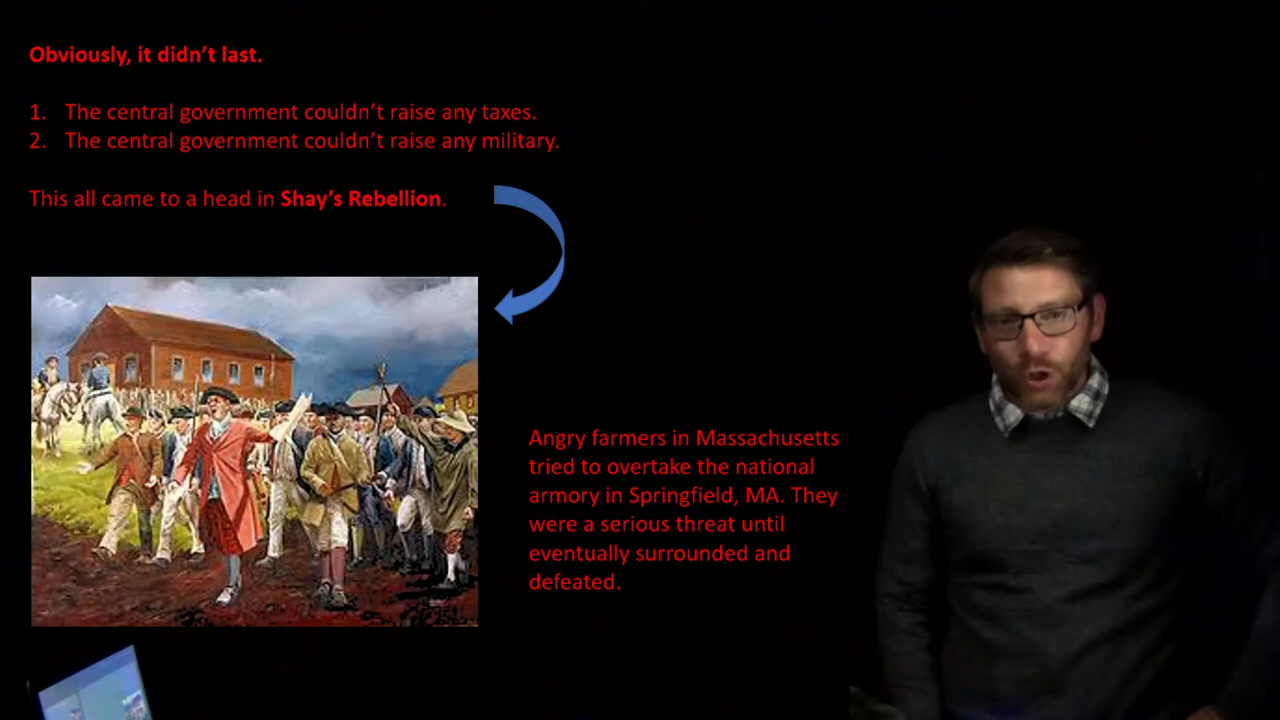 Obviously, it didn’t last.
1. The central government couldn’t raise any taxes.
2. The central government couldn’t raise any military.
This all came to a head in Shay’s Rebellion.
Angry farmers in Massachusetts
tried to overtake the national
armory in Springfield, MA. They
were a serious threat until
eventually surrounded and
defeated.